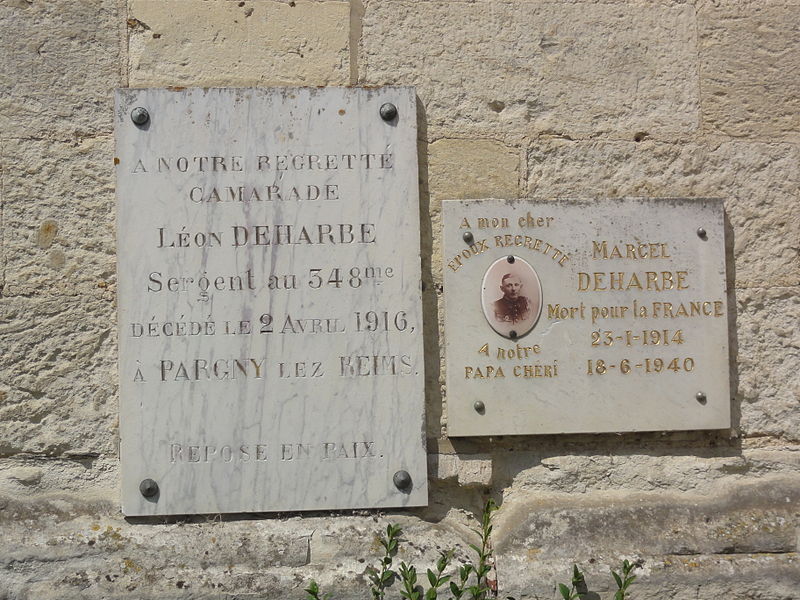 A NOTRE REGRETTÉ
CAMARADE
LÉON DEHARBE
Sergent au 348me
DÉCÉDÉ LE 2 AVRIL 1916,
À PARGNY LEZ REIMS.
REPOSE EN PAIX.
A mon cher
EPOUX REGRETTÉ
A notre
PAPA CHÉRI
MARCEL
DEHARBE
Mort pour la FRANCE
23-1-1914
18-6-1940